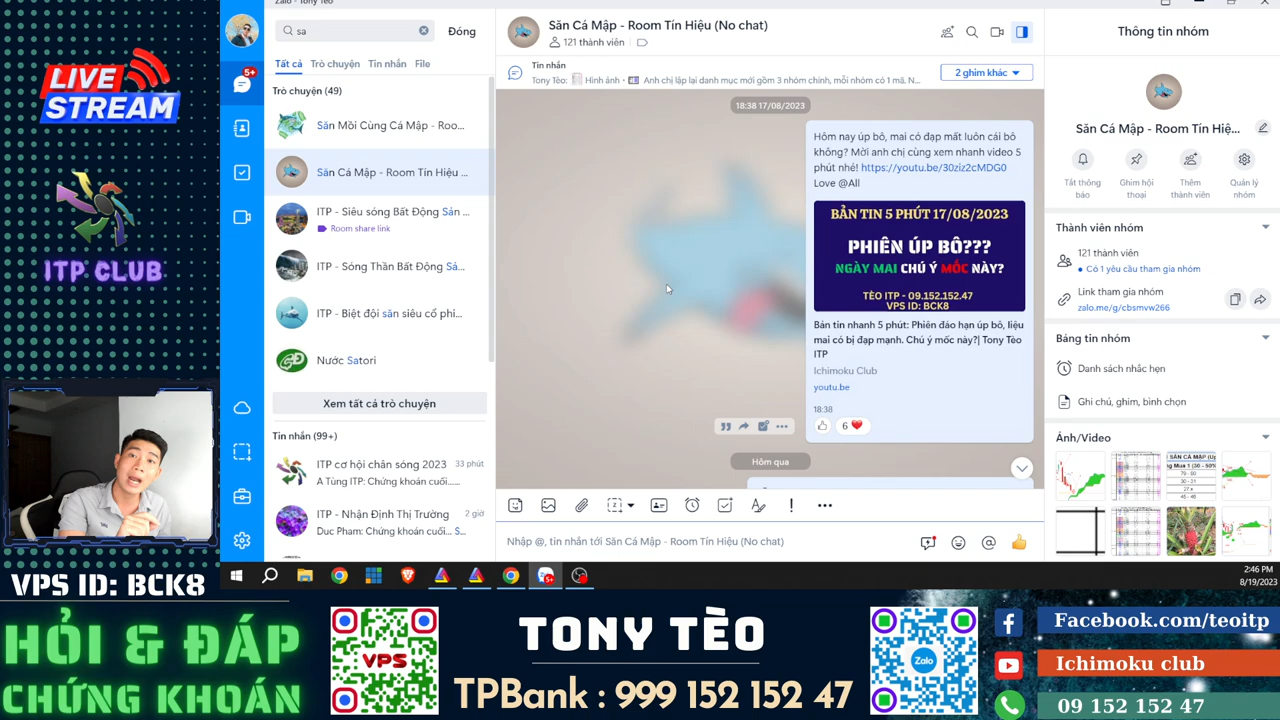 LIVE
STREAM
ITP CLUB
VPS ID: BCK8
Zalo - Tony Tèo
sa
Đóng
Tất cả
Trò chuyện
Tin nhắn
File
Trò chuyện (49)
Săn Mồi Cùng Cá Mập - Roo...
Săn Cá Mập - Room Tín Hiệu ...
ITP - Siêu sóng Bất Động Sản ...
Room share link
ITP - Sóng Thần Bất Động Sả...
ITP - Biệt đội săn siêu cổ phi...
Nước Satori
Xem tất cả trò chuyện
Tin nhắn (99+)
ITP cơ hội chân sóng 2023
33 phút
A Tùng ITP: Chứng khoán cuối...
ITP - Nhận Định Thị Trường
2 giờ
Duc Pham: Chứng khoán cuối... S...
5+
Săn Cá Mập - Room Tín Hiệu (No chat)
121 thành viên
Tin nhắn
Tony Tèo: Hình ảnh • Anh chị lập lại danh mục mới gồm 3 nhóm chính, mỗi nhóm có 1 mã, N...
2 ghim khác
18:38 17/08/2023
Hôm nay úp bô, mai có đạp mất luôn cái bô
không? Mời anh chị cùng xem nhanh video 5
phút nhé! https://youtu.be/30ziz2cMDG0
Love @All
BẢN TIN 5 PHÚT 17/08/2023
PHIÊN ÚP BÔ???
NGÀY MAI CHÚ Ý MỐC NÀY?
TÈO ITP - 09.152.152.47
VPS ID: BCK8
Bản tin nhanh 5 phút: Phiên đáo hạn úp bô, liệu
mai có bị đạp mạnh. Chú ý mốc này?| Tony Tèo
ITP
Ichimoku Club
youtu.be
18:38
6
Hôm qua
Nhập @, tin nhắn tới Săn Cá Mập - Room Tín Hiệu (No chat)
Thông tin nhóm
Săn Cá Mập - Room Tín Hiệ...
Tắt thông
báo
Ghim hội
thoại
Thêm
thành viên
Quản lý
nhóm
Thành viên nhóm
121 thành viên
Có 1 yêu cầu tham gia nhóm
Link tham gia nhóm
zalo.me/g/cbsmvw266
Bảng tin nhóm
Danh sách nhắc hẹn
Ghi chú, ghim, bình chọn
Ảnh/Video
2:46 PM
8/19/2023
HỎI & ĐÁP
CHỨNG KHOÁN
VPS
TONY TÈO
TPBank : 999 152 152 47
Zalo
Facebook.com/teoitp
Ichimoku club
09 152 152 47